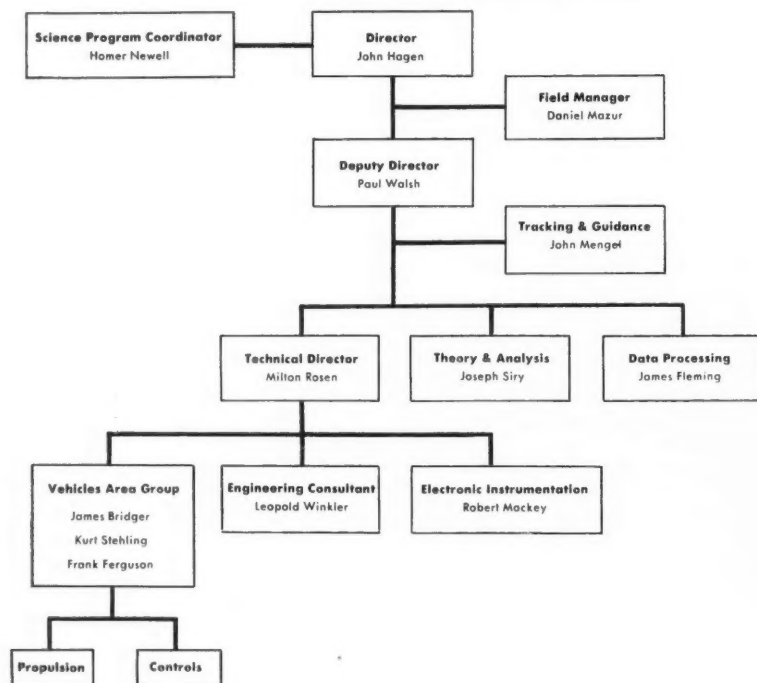 Science Program Coordinator
Homer Newell
Director
John Hagen
Field Manager
Daniel Mazur
Deputy Director
Paul Walsh
Tracking & Guidance
John Mengel
Technical Director
Milton Rosen
Theory & Analysis
Joseph Siry
Data Processing
James Fleming
Vehicles Area Group
James Bridger
Kurt Stehling
Frank Ferguson
Engineering Consultant
Leopold Winkler
Electronic Instrumentation
Robert Mackey
Propulsion
Controls